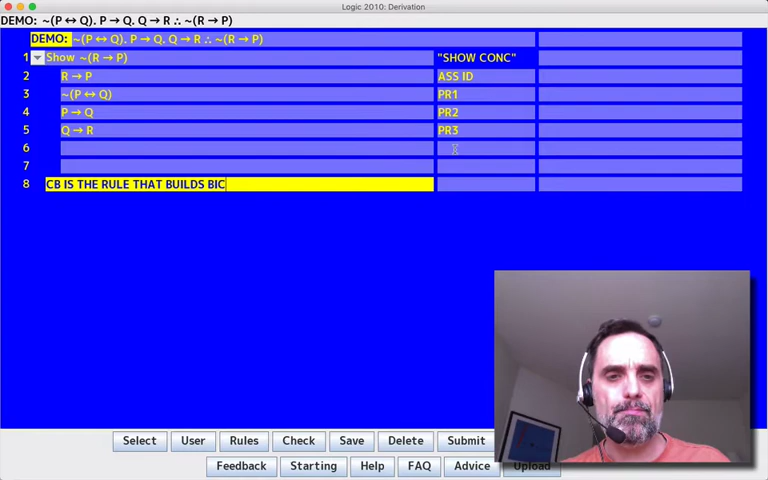 Logic 2010: Derivation
DEMO: ~(P ↔ Q). P → Q. Q → R ∴ ~(R → P)
DEMO: ~(P ↔ Q). P → Q. Q → R ∴ ~(R → P)
1 Show ~(R → P) "SHOW CONC"
2 R → P ASS ID
3 ~(P ↔ Q) PR1
4 P → Q PR2
5 Q → R PR3
6
7
8 CB IS THE RULE THAT BUILDS BIC
Select User Rules Check Save Delete Submit
Feedback Starting Help FAQ Advice Upload